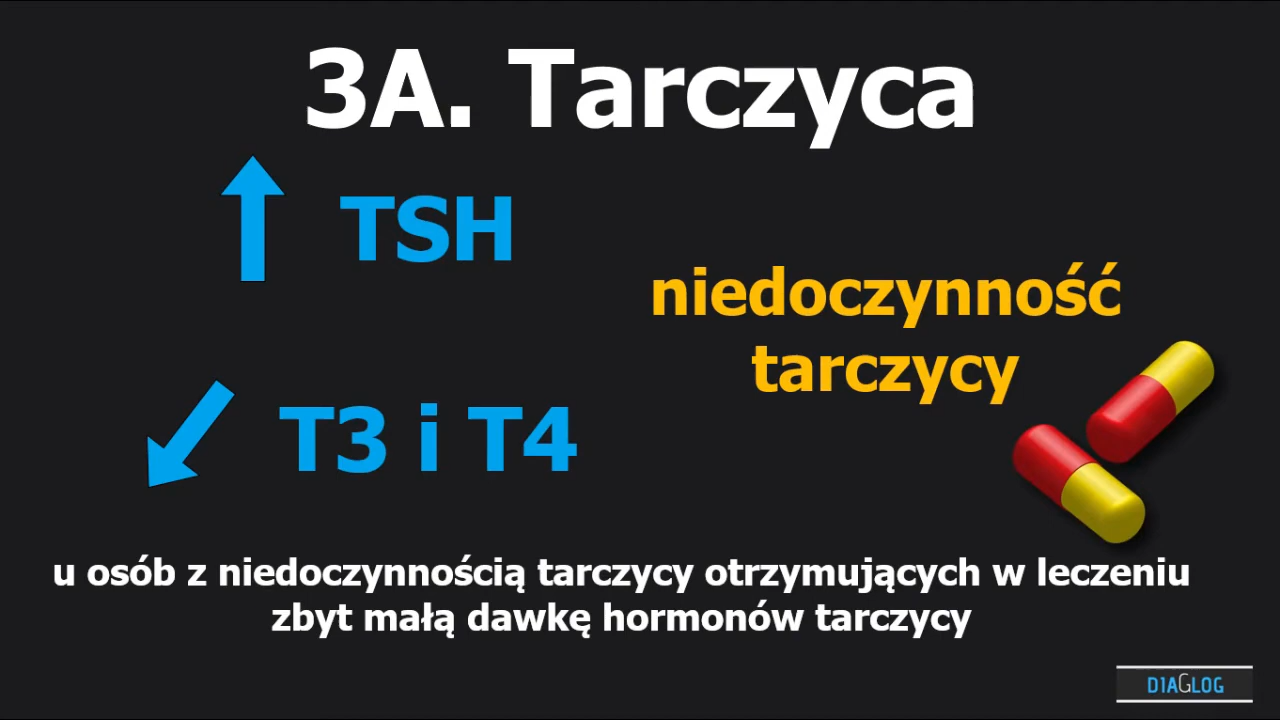 3A. Tarczyca
TSH
niedoczynność
tarczycy
T3 i T4
u osób z niedoczynnością tarczycy otrzymujących w leczeniu
zbyt małą dawkę hormonów tarczycy
DIAGLOG